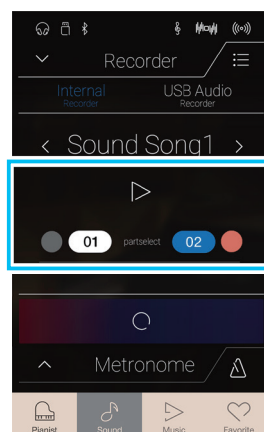 Recorder
Internal USB Audio
Recorder Recorder
Sound Song1
01 partselect 02
Metronome
Pianist Sound Music Favorite